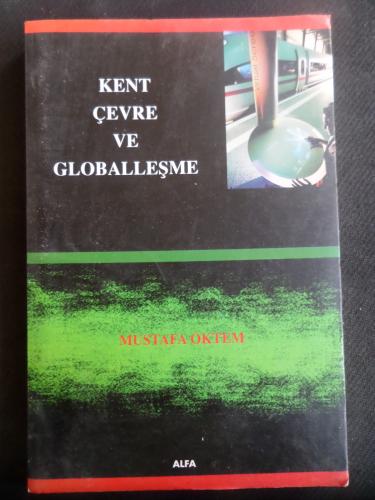 KENT
ÇEVRE
VE
GLOBALLEŞME
MUSTAFA ÖKTEM
ALFA